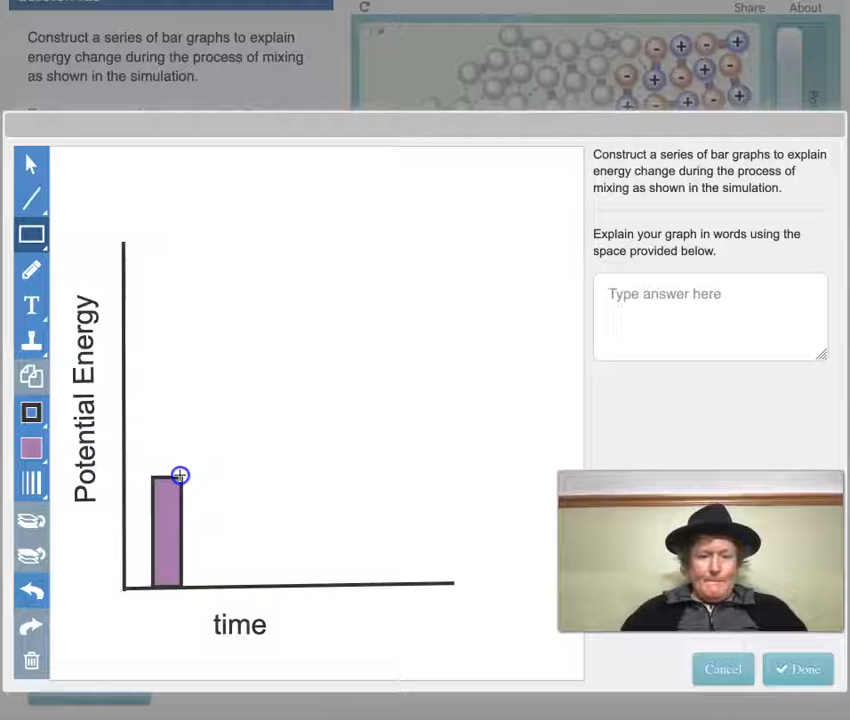 Share
About
Construct a series of bar graphs to explain
energy change during the process of mixing
as shown in the simulation.
Construct a series of bar graphs to explain
energy change during the process of
mixing as shown in the simulation.
Explain your graph in words using the
space provided below.
Type answer here
Potential Energy
time
T
Cancel
Done